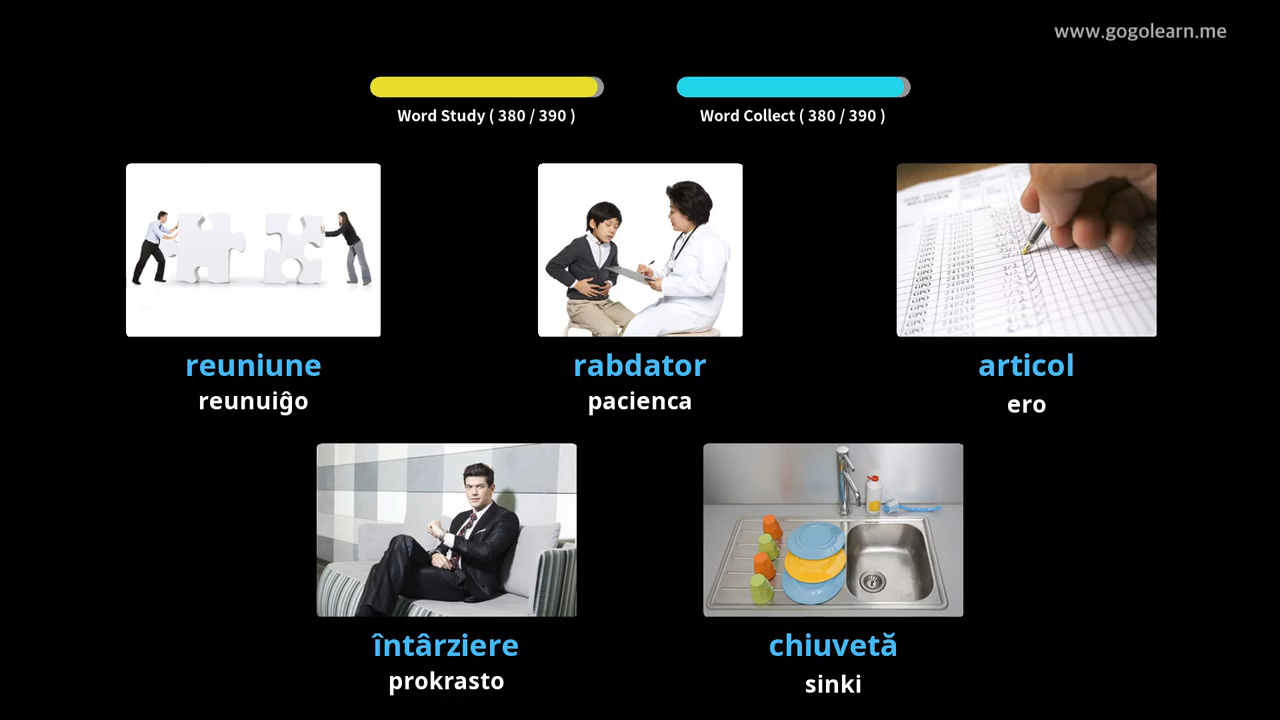 www.gogolearn.me
Word Study ( 380 / 390 )
Word Collect ( 380 / 390 )
reuniune
reunuiĝo
rabdator
pacienca
articol
ero
întârziere
prokrasto
chiuvetă
sinki